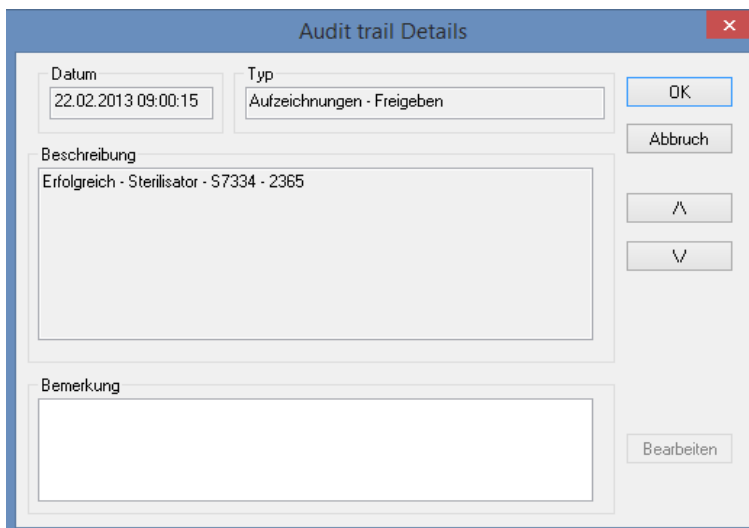 Audit trail Details
Datum
22.02.2013 09:00:15
Typ
Aufzeichnungen - Freigeben
OK
Abbruch
Beschreibung
Erfolgreich - Sterilisator - S7334 - 2365
/\
\/
Bemerkung
Bearbeiten